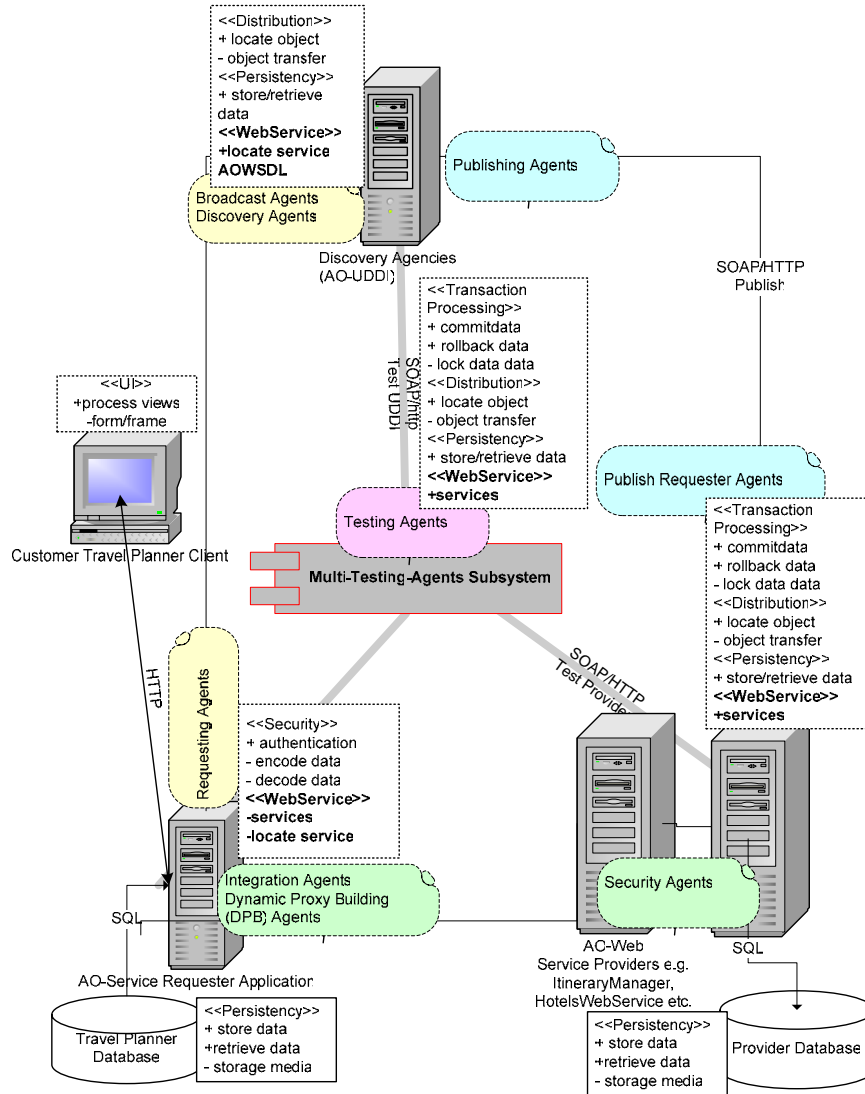 <<Distribution>>
+ locate object
- object transfer
<<Persistency>>
+ store/retrieve
data
<<WebService>>
+locate service
AOWSDL
Publishing Agents
Broadcast Agents
Discovery Agents
Discovery Agencies
(AO-UDDI)
SOAP/HTTP
Publish
<<Transaction
Processing>>
+ commitdata
+ rollback data
- lock data data
<<Distribution>>
+ locate object
- object transfer
<<Persistency>>
+ store/retrieve data
<<WebService>>
+services
SOAP/http
Test UDDI
<<UI>>
+process views
-form/frame
Customer Travel Planner Client
Publish Requester Agents
Testing Agents
Multi-Testing-Agents Subsystem
<<Transaction
Processing>>
+ commitdata
+ rollback data
- lock data data
<<Distribution>>
+ locate object
- object transfer
<<Persistency>>
+ store/retrieve data
<<WebService>>
+services
HTTP
Requesting Agents
SOAP/HTTP
Test Provide
<<Security>>
+ authentication
- encode data
- decode data
<<WebService>>
-services
-locate service
Integration Agents
Dynamic Proxy Building
(DPB) Agents
Security Agents
SQL
AO-Service Requester Application
AC-Web
Service Providers e.g.
ItineraryManager,
HotelsWebService etc.
SQL
Travel Planner
Database
<<Persistency>>
+ store data
+retrieve data
- storage media
<<Persistency>>
+ store data
+retrieve data
- storage media
Provider Database